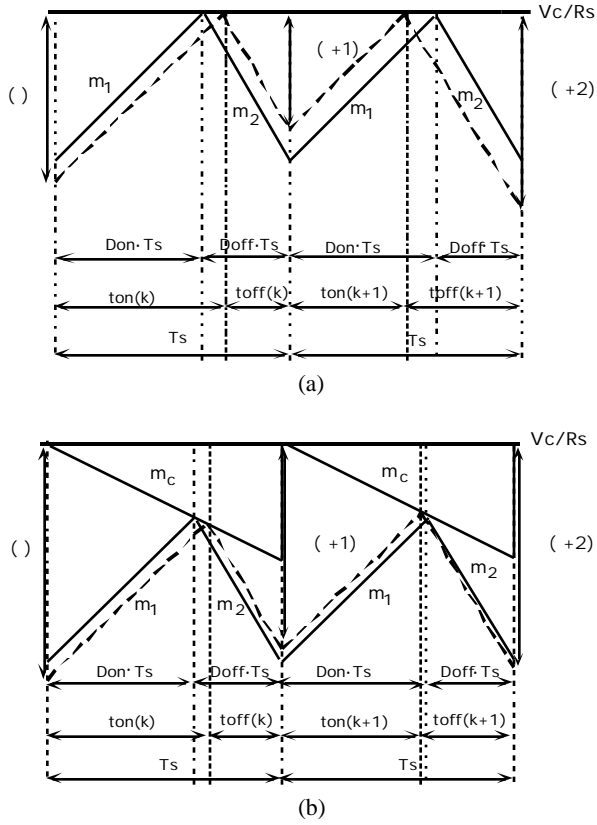 Vc/Rs
( )
m1
m2
( +1)
m1
m2
( +2)
Don·Ts
Doff·Ts
Don·Ts
Doff·Ts
ton(k)
toff(k)
ton(k+1)
toff(k+1)
Ts
Ts
(a)
Vc/Rs
mc
mc
( )
m1
m2
( +1)
m1
m2
( +2)
Don·Ts
Doff·Ts
Don·Ts
Doff·Ts
ton(k)
toff(k)
ton(k+1)
toff(k+1)
Ts
Ts
(b)